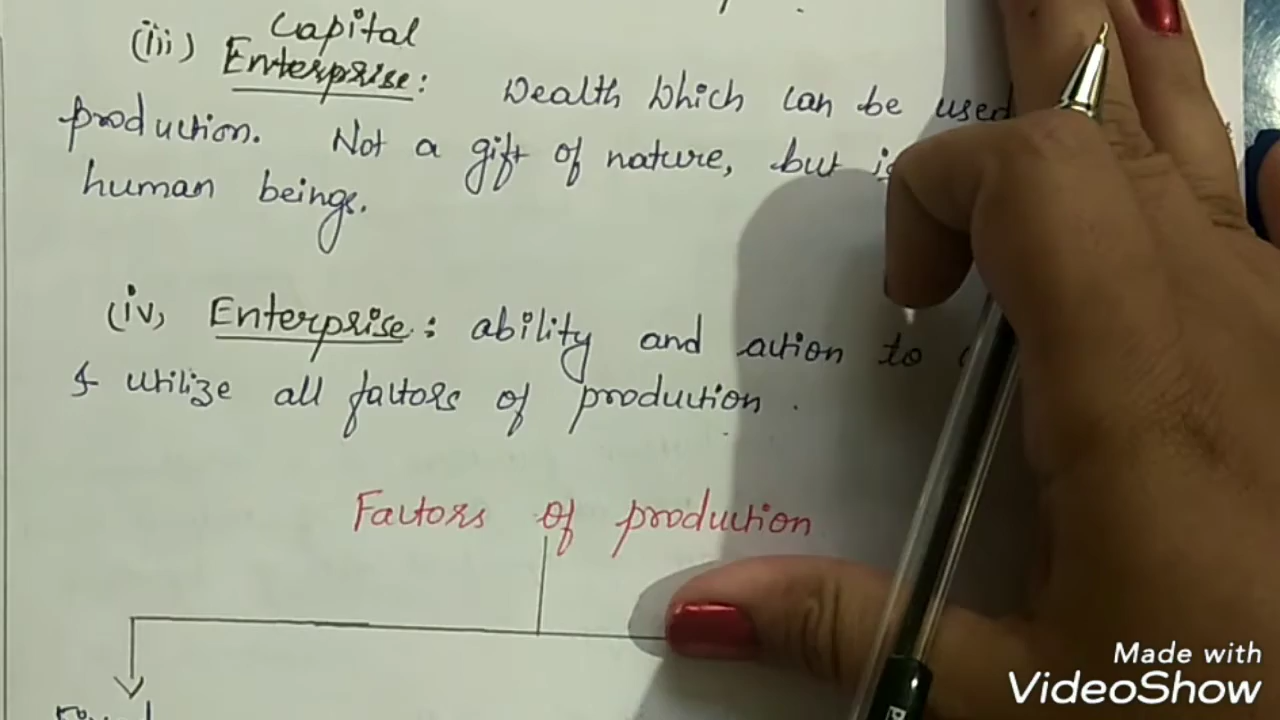 Capital
(iii) Enterprise: Wealth which can be used
production. Not a gift of nature, but
human beings.
(iv) Enterprise: ability and action to
& utilize all factors of production.
Factors of production
Made with
VideoShow